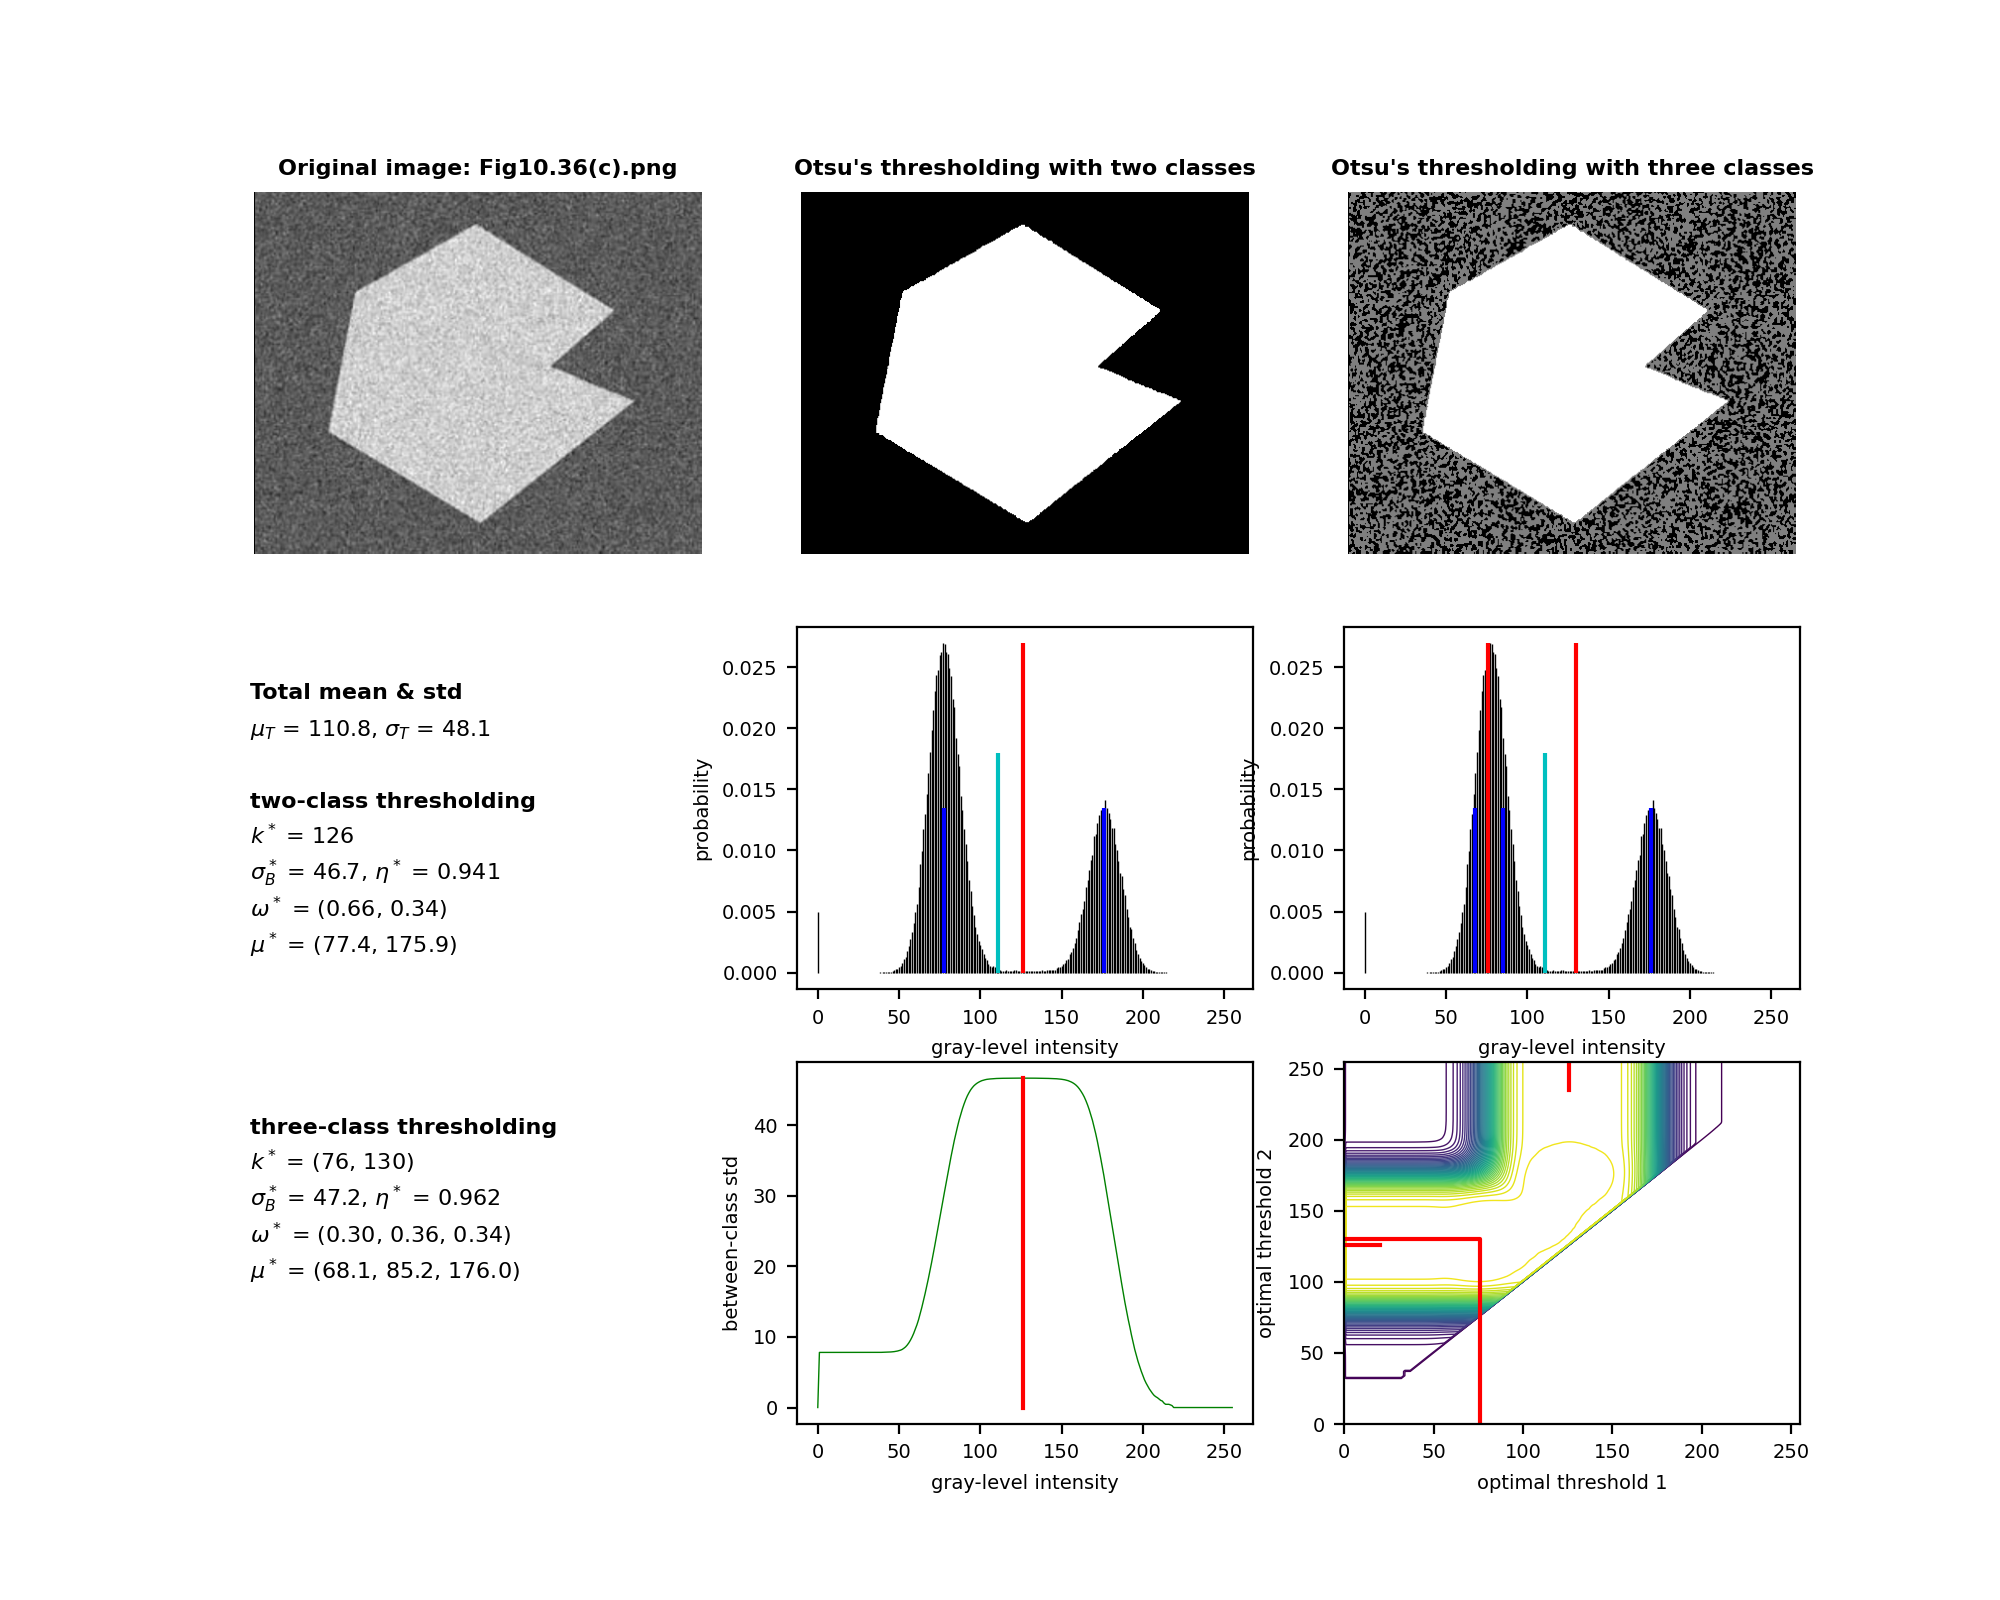 Original image: Fig10.36(c).png
Otsu's thresholding with two classes
Otsu's thresholding with three classes
Total mean & std
μ_T = 110.8, σ_T = 48.1
two-class thresholding
k* = 126
σ*_B = 46.7, η* = 0.941
ω* = (0.66, 0.34)
μ* = (77.4, 175.9)
probability
0.025
0.020
0.015
0.010
0.005
0.000
0 50 100 150 200 250
gray-level intensity
probability
0.025
0.020
0.015
0.010
0.005
0.000
0 50 100 150 200 250
gray-level intensity
three-class thresholding
k* = (76, 130)
σ*_B = 47.2, η* = 0.962
ω* = (0.30, 0.36, 0.34)
μ* = (68.1, 85.2, 176.0)
between-class std
40
30
20
10
0
0 50 100 150 200 250
gray-level intensity
optimal threshold 2
250
200
150
100
50
0
0 50 100 150 200 250
optimal threshold 1